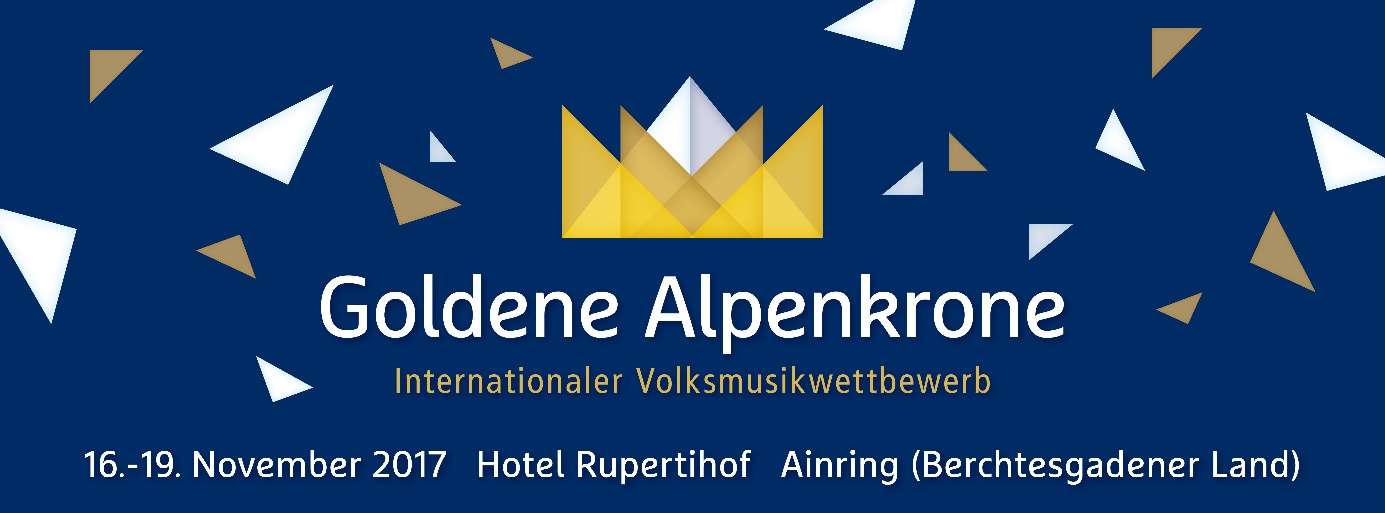 Goldene Alpenkrone
Internationaler Volksmusikwettbewerb
16.-19. November 2017 Hotel Rupertihof Ainring (Berchtesgadener Land)